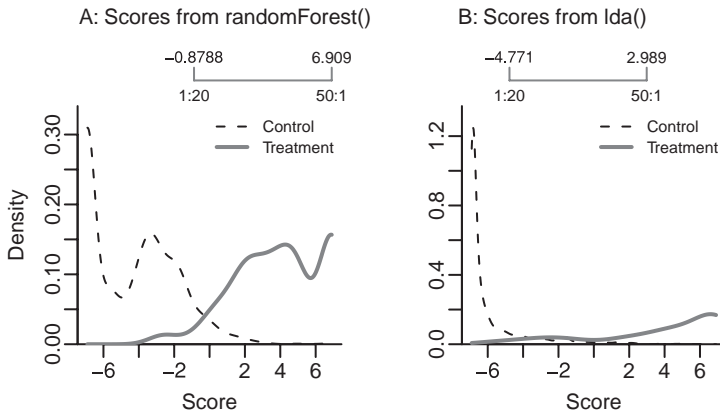 A: Scores from randomForest()
−0.8788 6.909
1:20 50:1
Control
Treatment
0.30
0.20
0.10
0.00
Density
−6 −2 2 4 6
Score
B: Scores from lda()
−4.771 2.989
1:20 50:1
Control
Treatment
1.2
0.8
0.4
0.0
−6 −2 2 4 6
Score